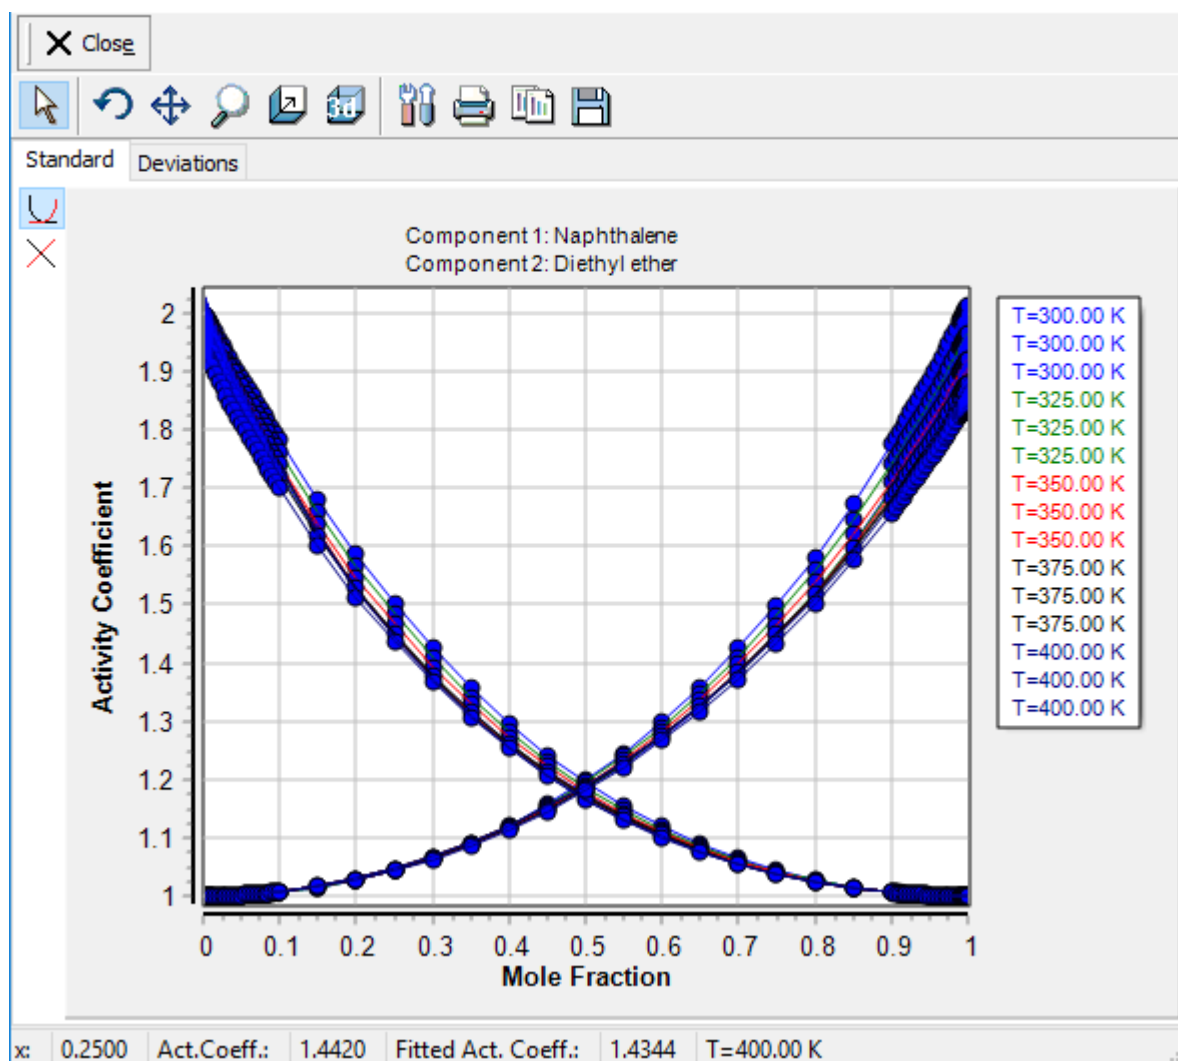 Close
3d
Standard
Deviations
Component 1: Naphthalene
Component 2: Diethyl ether
Activity Coefficient
2
1.9
1.8
1.7
1.6
1.5
1.4
1.3
1.2
1.1
1
T=300.00 K
T=300.00 K
T=300.00 K
T=325.00 K
T=325.00 K
T=325.00 K
T=350.00 K
T=350.00 K
T=350.00 K
T=375.00 K
T=375.00 K
T=375.00 K
T=400.00 K
T=400.00 K
T=400.00 K
0 0.1 0.2 0.3 0.4 0.5 0.6 0.7 0.8 0.9 1
Mole Fraction
x: 0.2500 Act.Coeff.: 1.4420 Fitted Act. Coeff.: 1.4344 T=400.00 K